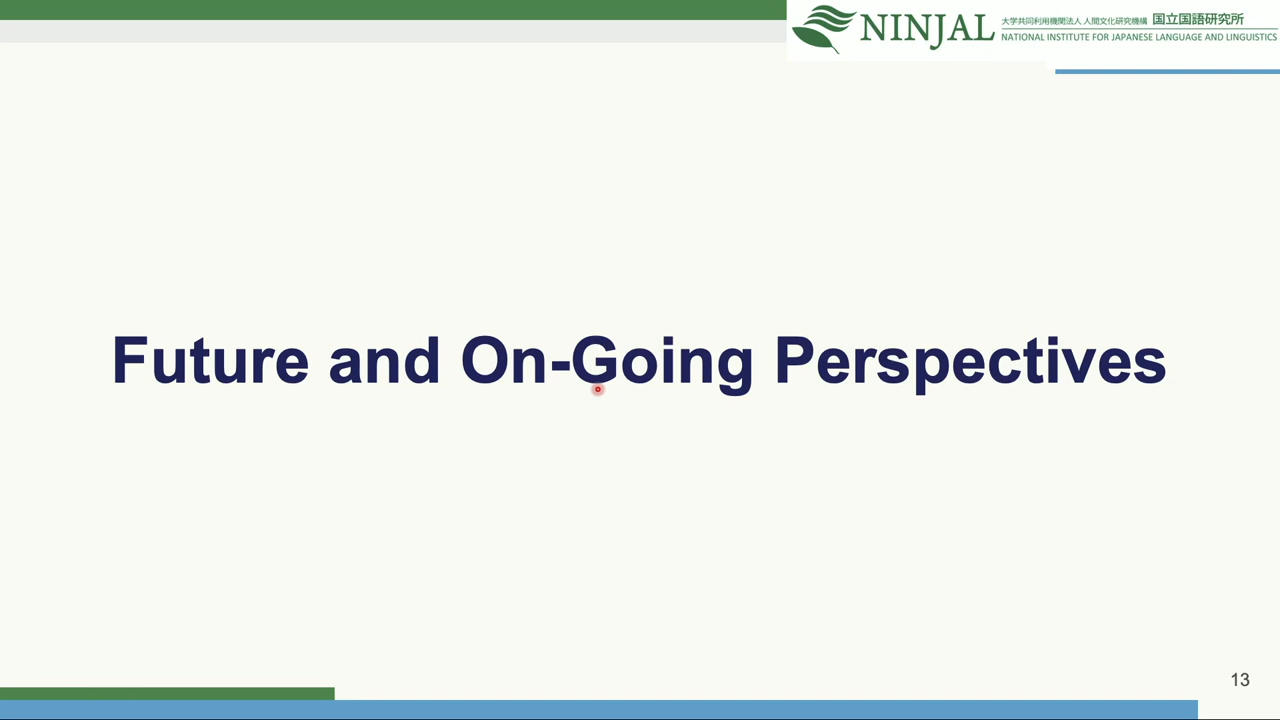 NINJAL
大学共同利用機関法人 人間文化研究機構 国立国語研究所
NATIONAL INSTITUTE FOR JAPANESE LANGUAGE AND LINGUISTICS
Future and On-Going Perspectives
13